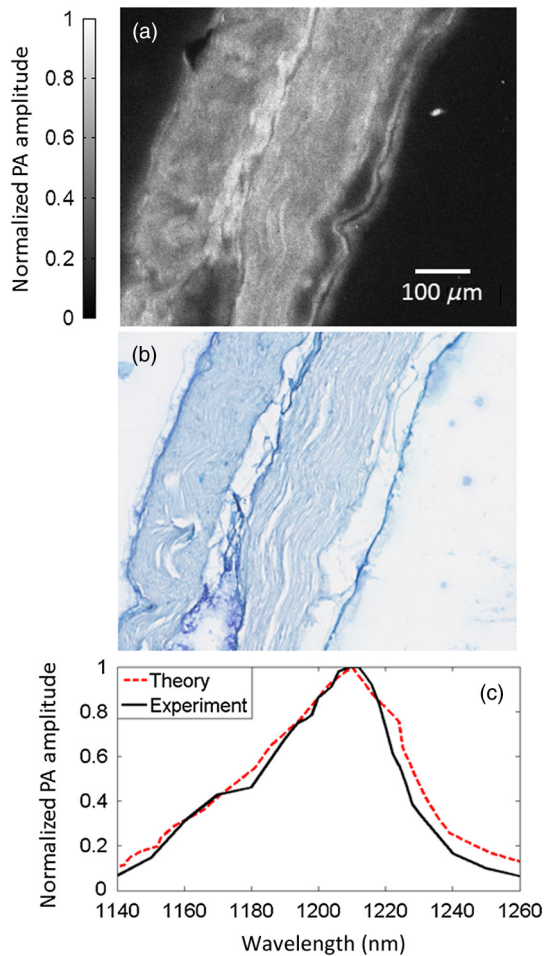 (a)
1
0.8
0.6
0.4
0.2
0
Normalized PA amplitude
100 μm
(b)
(c)
Theory
Experiment
1
0.8
0.6
0.4
0.2
0
Normalized PA amplitude
1140 1160 1180 1200 1220 1240 1260
Wavelength (nm)